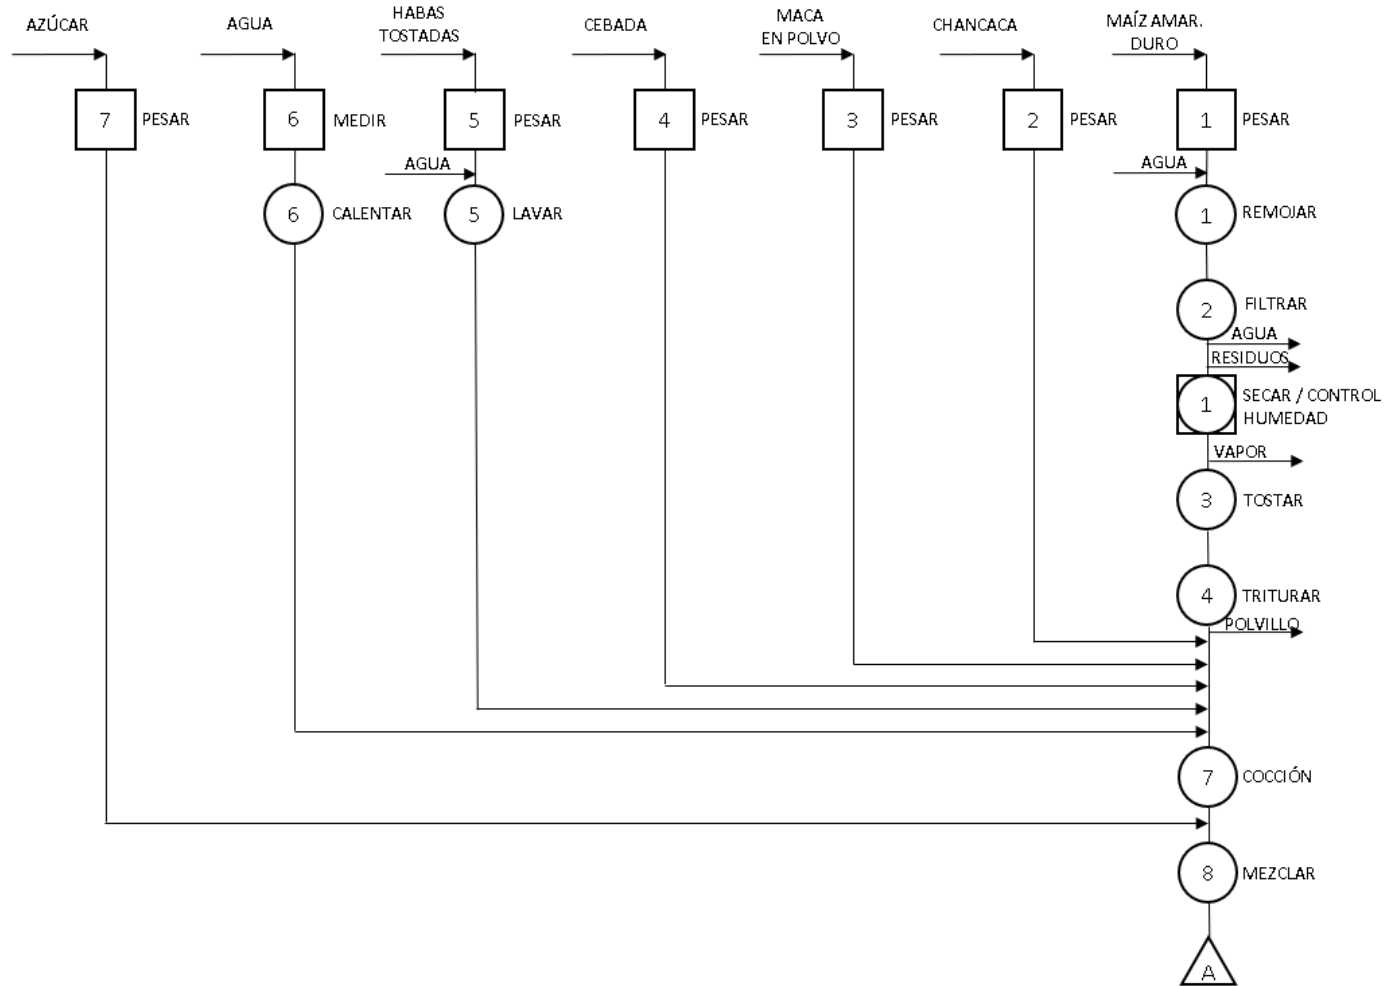 AZÚCAR
AGUA
HABAS
TOSTADAS
CEBADA
MACA
EN POLVO
CHANCACA
MAÍZ AMAR.
DURO
7 PESAR
6 MEDIR
5 PESAR
4 PESAR
3 PESAR
2 PESAR
1 PESAR
AGUA
AGUA
6 CALENTAR
5 LAVAR
1 REMOJAR
2 FILTRAR
AGUA
RESIDUOS
1 SECAR / CONTROL
HUMEDAD
VAPOR
3 TOSTAR
4 TRITURAR
POLVILLO
7 COCCIÓN
8 MEZCLAR
A